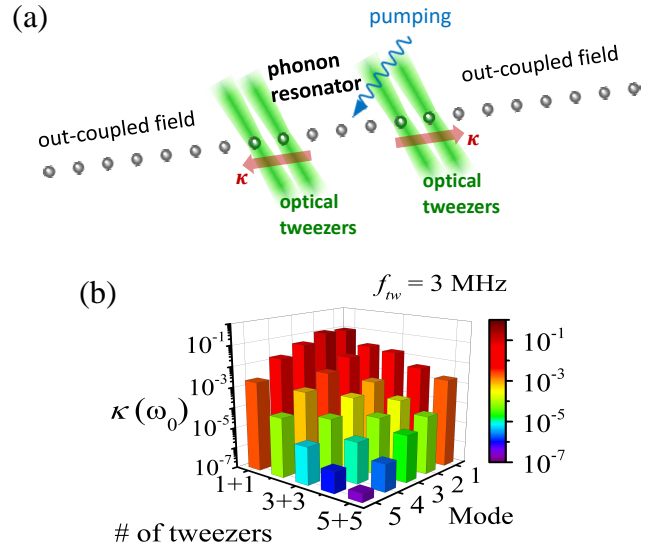 (a)
pumping
phonon
resonator
out-coupled field
out-coupled field
κ
κ
optical
tweezers
optical
tweezers
(b)
f_tw = 3 MHz
10⁻¹
10⁻³
10⁻⁵
10⁻⁷
κ (ω₀)
10⁻¹
10⁻³
10⁻⁵
10⁻⁷
1+1
3+3
5+5
# of tweezers
5
4
3
2
1
Mode